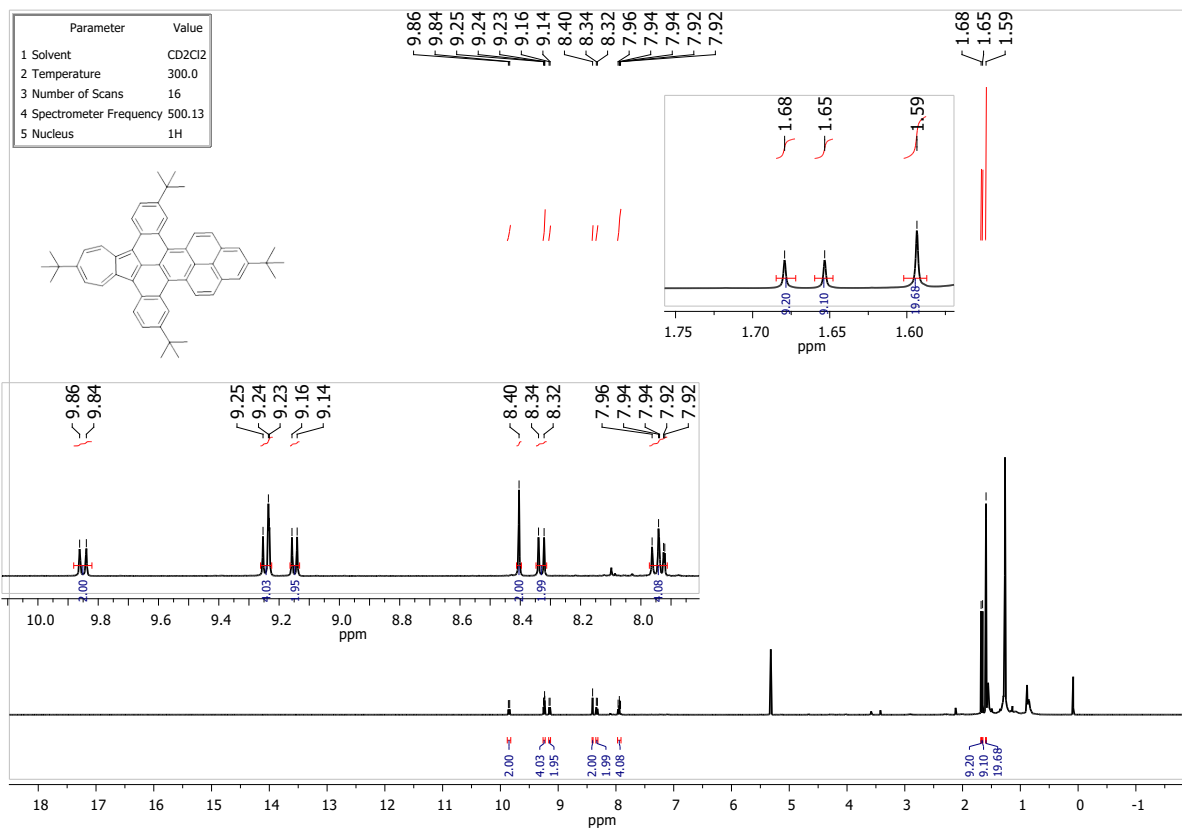 Parameter Value
1 Solvent CD2Cl2
2 Temperature 300.0
3 Number of Scans 16
4 Spectrometer Frequency 500.13
5 Nucleus 1H
9.86 9.84 9.25 9.24 9.23 9.16 9.14 8.40 8.34 8.32 7.96 7.94 7.94 7.92 7.92 1.68 1.65 1.59
1.68 1.65 1.59
9.20 9.10 19.68
1.75 1.70 1.65 1.60
ppm
9.86 9.84 9.25 9.24 9.23 9.16 9.14 8.40 8.34 8.32 7.96 7.94 7.94 7.92 7.92
2.00 4.03 1.95 2.00 1.99 4.08
10.0 9.8 9.6 9.4 9.2 9.0 8.8 8.6 8.4 8.2 8.0
ppm
2.00 4.03 1.95 2.00 1.99 4.08 9.20 9.10 19.68
18 17 16 15 14 13 12 11 10 9 8 7 6 5 4 3 2 1 0 -1
ppm